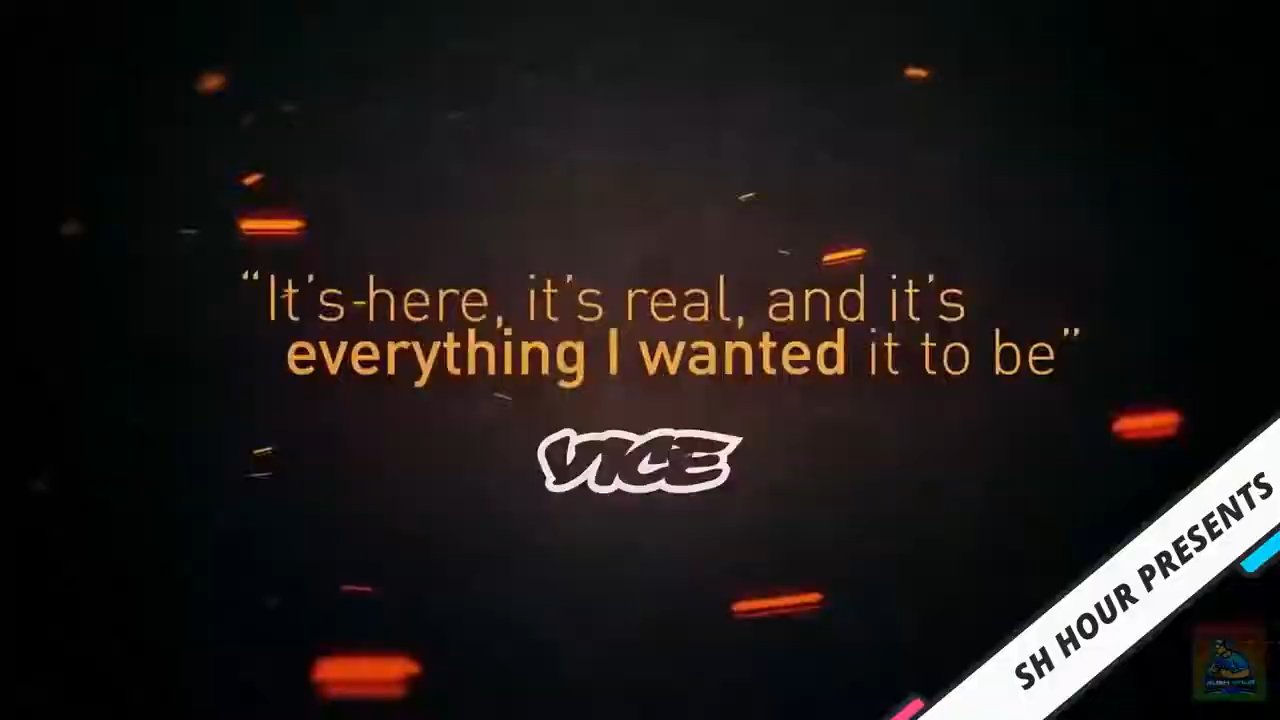 “It’s-here, it’s real, and it’s
everything I wanted it to be”
VICE
SH HOUR PRESENTS